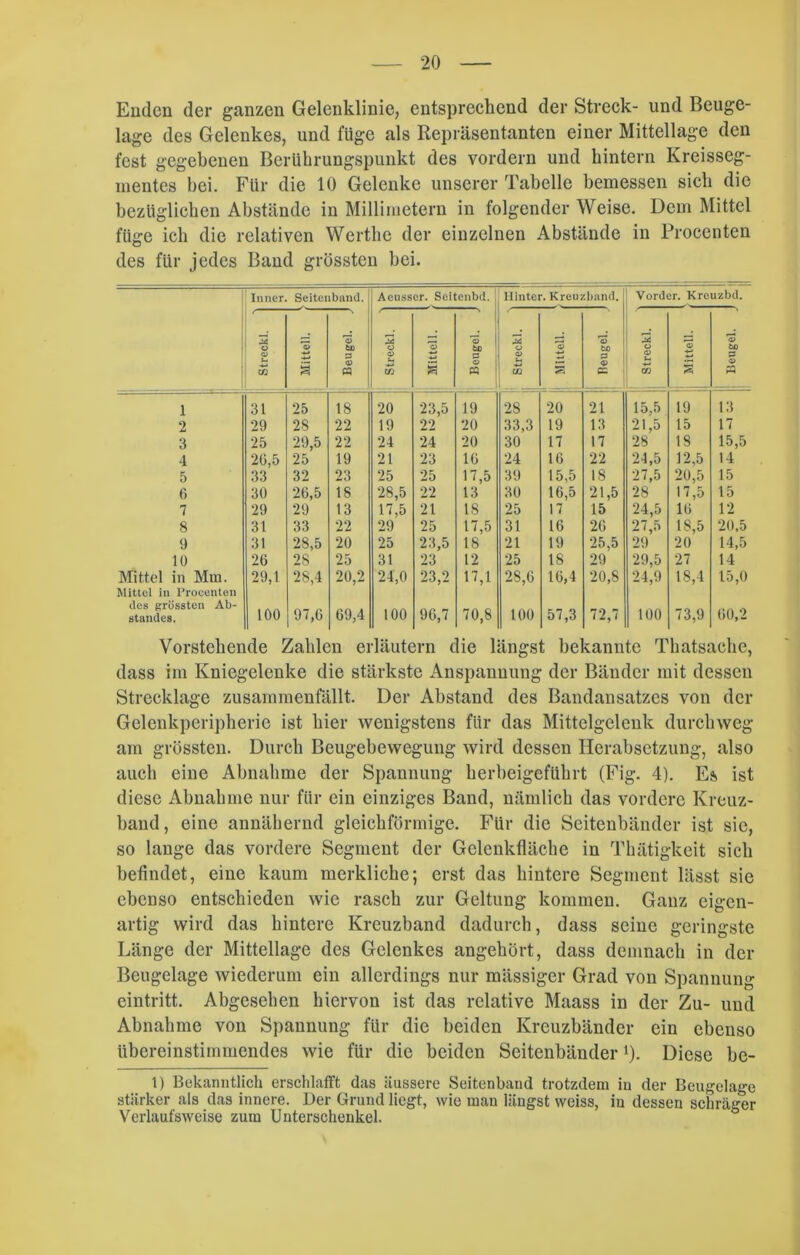 — 20 —
Enden der ganzen Gelenklinie, entsprechend der Streck- und Beuge-
lage des Gelenkes, und füge als Repräsentanten einer Mittellage den
fest gegebenen Berührungspunkt des vordern und hintern Kreisseg-
mentes bei. Für die 10 Gelenke unserer Tabelle bemessen sich die
bezüglichen Abstände in Millimetern in folgender Weise. Dem Mittel
füge ich die relativen Werthe der einzelnen Abstände in Procenten
des für jedes Band grössten bei.
Inner. Seitenband. Aeusser. Seitenbd. Hinter. Kreuzband. Vorder. Kreuzbd.
Streckl. Mittell. Beugel. Streckl. Mittell. Beugel. Streckl. Mittell. Beugel. Streckl. Mittell. Beugel.
1 31 25 18 20 23,5 19 28 20 21 15,5 19 13
2 29 28 22 19 22 20 33,3 19 13 21,5 15 17
3 25 29,5 22 24 24 20 30 17 17 28 18 15,5
4 26,5 25 19 21 23 16 24 16 22 24,5 12,5 14
5 33 32 23 25 25 17,5 39 15,5 18 27,5 20,5 15
6 30 26,5 18 28,5 22 13 30 16,5 21,5 28 17,5 15
7 29 29 13 17,5 21 18 25 17 15 24,5 16 12
8 31 33 22 29 25 17,5 31 16 26 27,5 18,5 20,5
9 31 28,5 20 25 23,5 18 21 19 25,5 29 20 14,5
10 26 28 25 31 23 12 25 18 29 29,5 27 14
Mittel in Mm. 29,1 28,4 20,2 24,0 23,2 17,1 28,6 16,4 20,8 24,9 18,4 15,0
Mittel in Procenten
des grössten Ab-
standes. 100 97,6 69,4 100 96,7 70,8 100 57,3 72,7 100 73,9 60,2
Vorstehende Zahlen erläutern die längst bekannte Thatsache,
dass im Kniegelenke die stärkste Anspannung der Bänder mit dessen
Strecklage zusammenfällt. Der Abstand des Bandansatzes von der
Gelenkperipherie ist hier wenigstens für das Mittelgelenk durchweg
am grössten. Durch Beugebewegung wird dessen Herabsetzung, also
auch eine Abnahme der Spannung herbeigeführt (Fig. 4). Es ist
diese Abnahme nur für ein einziges Band, nämlich das vordere Kreuz-
band, eine annähernd gleichförmige. Für die Seitenbänder ist sie,
so lange das vordere Segment der Gelenkfläche in Thätigkeit sich
befindet, eine kaum merkliche; erst das hintere Segment lässt sie
ebenso entschieden wie rasch zur Geltung kommen. Ganz eigen-
artig wird das hintere Kreuzband dadurch, dass seine geringste
Länge der Mittellage des Gelenkes angehört, dass demnach in der
Beugelage wiederum ein allerdings nur mässiger Grad von Spannung
eintritt. Abgesehen hiervon ist das relative Maass in der Zu- und
Abnahme von Spannung für die beiden Kreuzbänder ein ebenso
übereinstimmendes wie für die beiden Seitenbänder ¹). Diese be-
1) Bekanntlich erschlafft das äussere Seitenband trotzdem in der Beugelage
stärker als das innere. Der Grund liegt, wie man längst weiss, in dessen schräger
Verlaufsweise zum Unterschenkel.